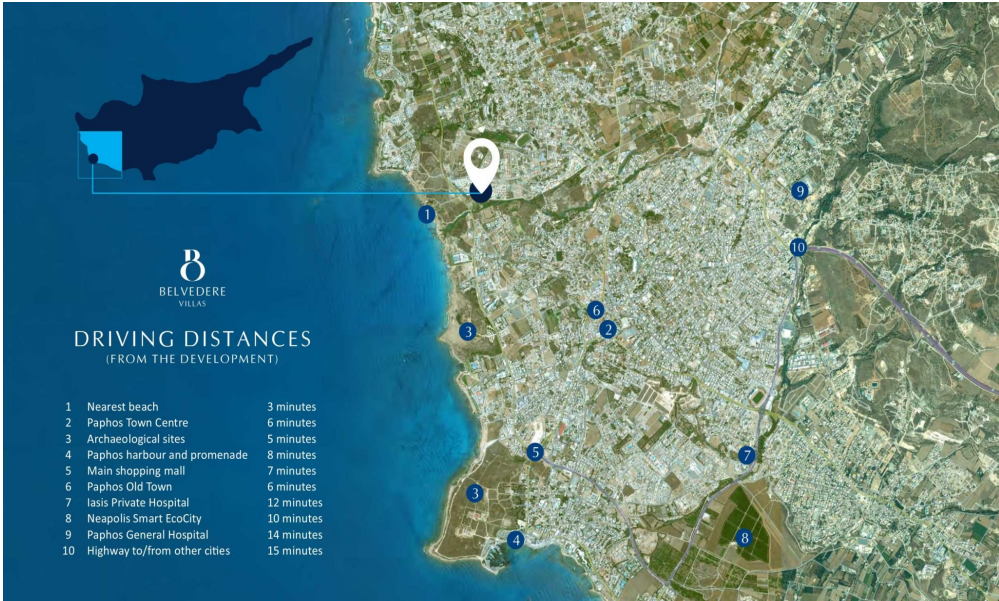 BELVEDERE
VILLAS
DRIVING DISTANCES
(FROM THE DEVELOPMENT)
1 Nearest beach 3 minutes
2 Paphos Town Centre 6 minutes
3 Archaeological sites 5 minutes
4 Paphos harbour and promenade 8 minutes
5 Main shopping mall 7 minutes
6 Paphos Old Town 6 minutes
7 Iasis Private Hospital 12 minutes
8 Neapolis Smart EcoCity 10 minutes
9 Paphos General Hospital 14 minutes
10 Highway to/from other cities 15 minutes
9
1
10
6
2
3
5
7
3
4
8